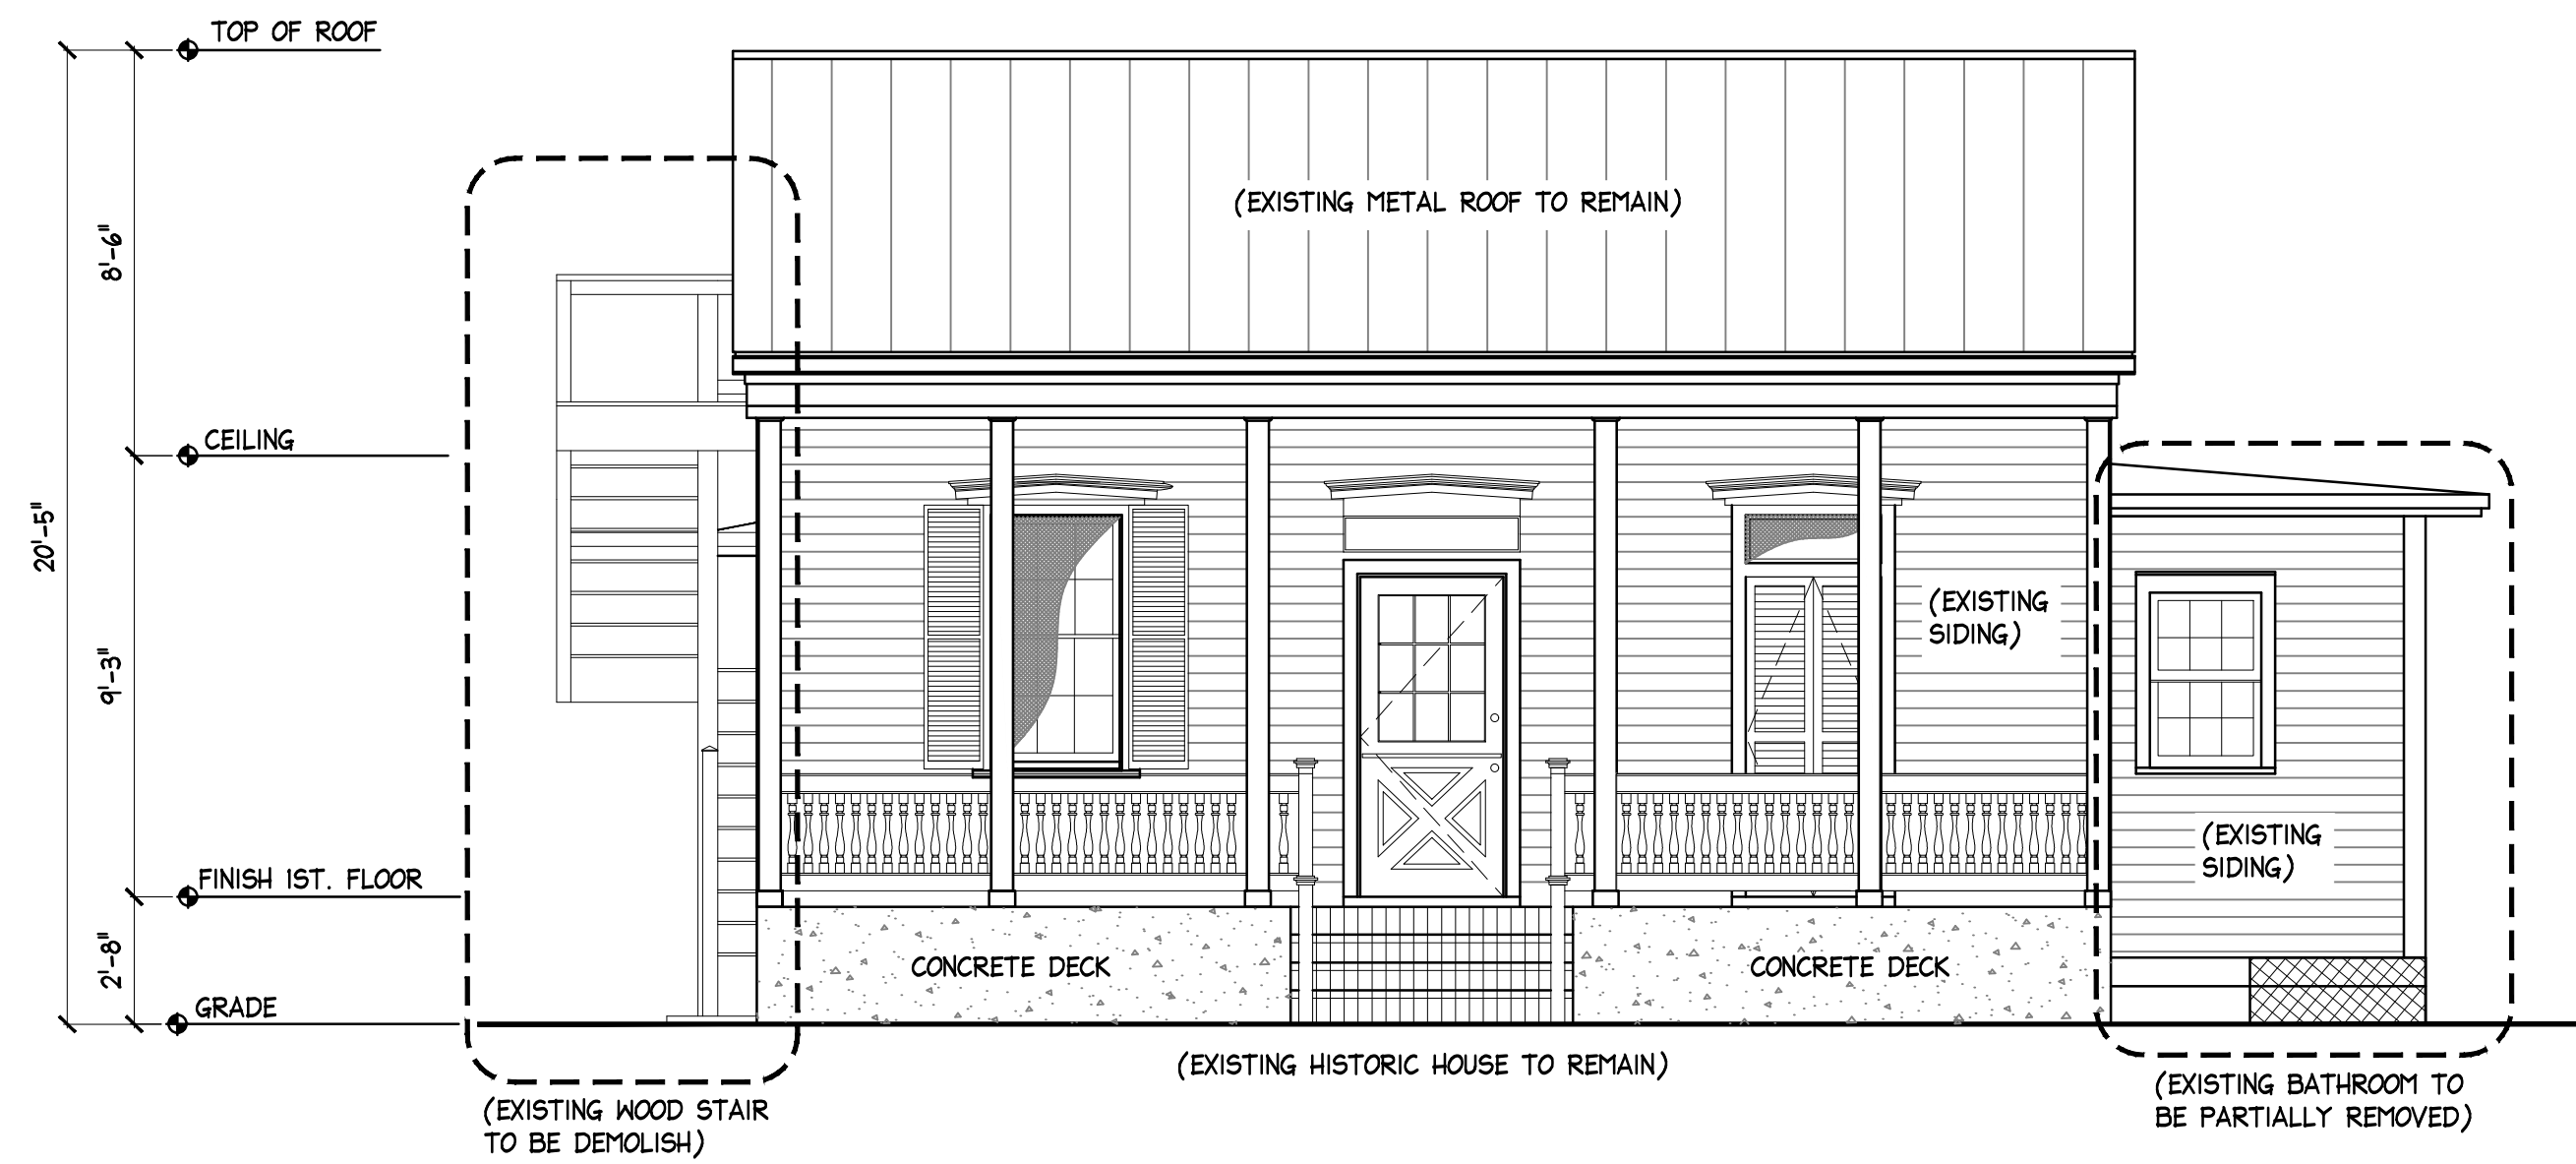 TOP OF ROOF
(EXISTING METAL ROOF TO REMAIN)
8'-6"
CEILING
20'-5"
9'-3"
(EXISTING
SIDING)
(EXISTING
SIDING)
FINISH 1ST. FLOOR
2'-8"
CONCRETE DECK
CONCRETE DECK
GRADE
(EXISTING HISTORIC HOUSE TO REMAIN)
(EXISTING WOOD STAIR
TO BE DEMOLISH)
(EXISTING BATHROOM TO
BE PARTIALLY REMOVED)